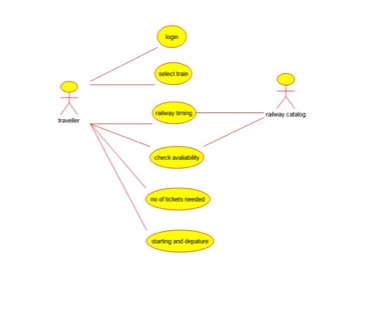 login
select train
railway timing
traveller
railway catalog
check avaliability
no of tickets needed
starting and depature